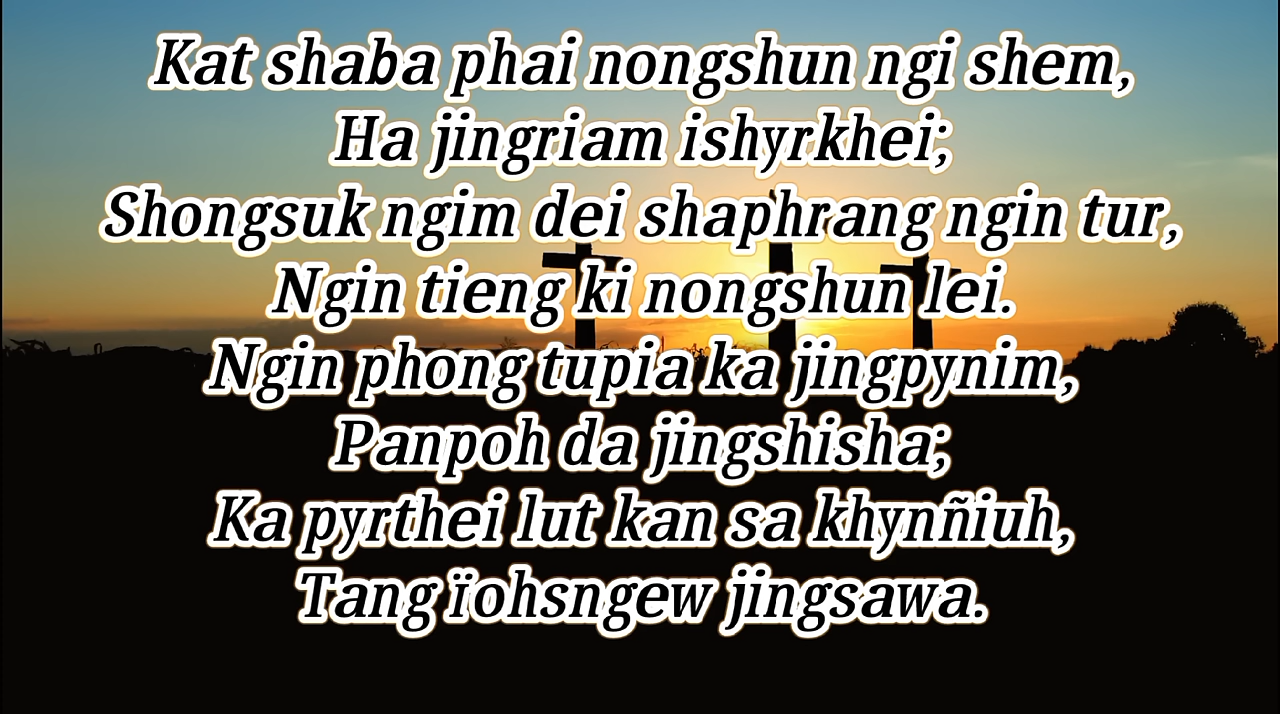 Kat shaba phai nongshun ngi shem,
Ha jingriam ishyrkhei;
Shongsuk ngim dei shaphrang ngin tur,
Ngin tieng ki nongshun lei.
Ngin phong tupia ka jingpynim,
Panpoh da jingshisha;
Ka pyrthei lut kan sa khynñiuh,
Tang ïohsngew jingsawa.